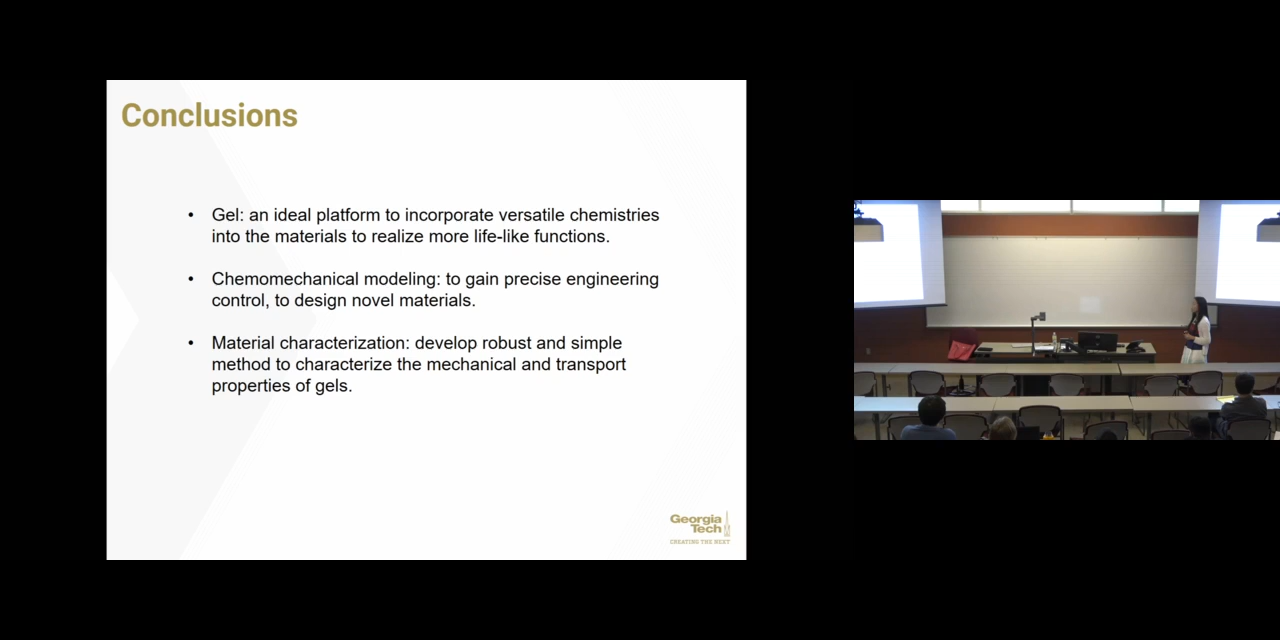 Conclusions
• Gel: an ideal platform to incorporate versatile chemistries
into the materials to realize more life-like functions.
• Chemomechanical modeling: to gain precise engineering
control, to design novel materials.
• Material characterization: develop robust and simple
method to characterize the mechanical and transport
properties of gels.
Georgia
Tech
CREATING THE NEXT